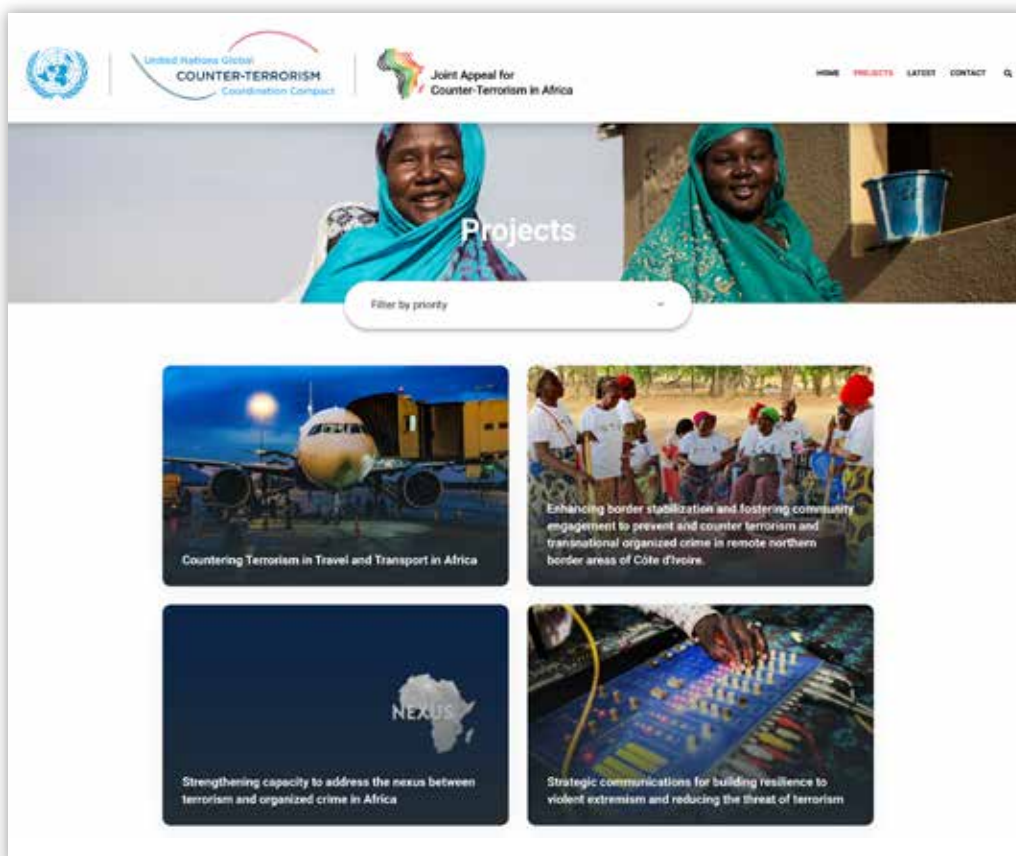 United Nations Global
COUNTER-TERRORISM
Coordination Compact
Joint Appeal for
Counter-Terrorism in Africa
HOME PROJECTS LATEST CONTACT
Projects
Filter by priority
Countering Terrorism in Travel and Transport in Africa
Enhancing border stabilization and fostering community
engagement to prevent and counter terrorism and
transnational organized crime in remote northern
border areas of Côte d'Ivoire.
NEXUS
Strengthening capacity to address the nexus between
terrorism and organized crime in Africa
Strategic communications for building resilience to
violent extremism and reducing the threat of terrorism